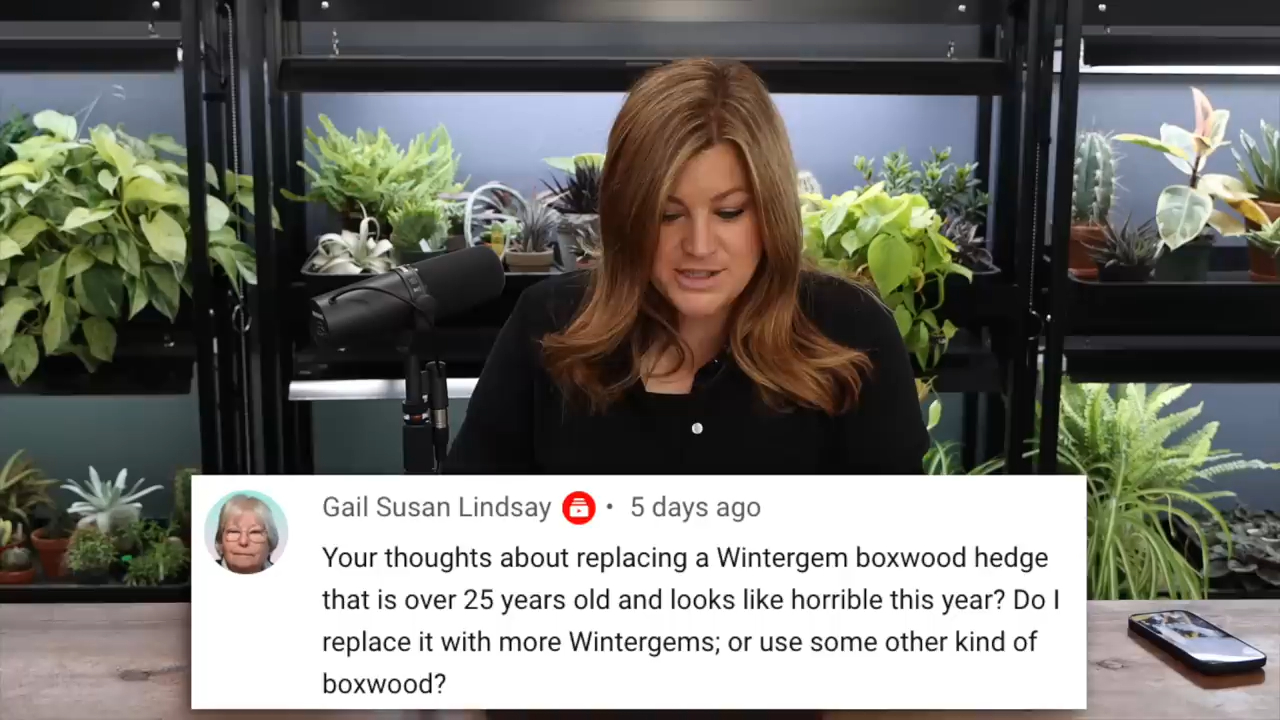 Gail Susan Lindsay • 5 days ago
Your thoughts about replacing a Wintergem boxwood hedge
that is over 25 years old and looks like horrible this year? Do I
replace it with more Wintergems; or use some other kind of
boxwood?